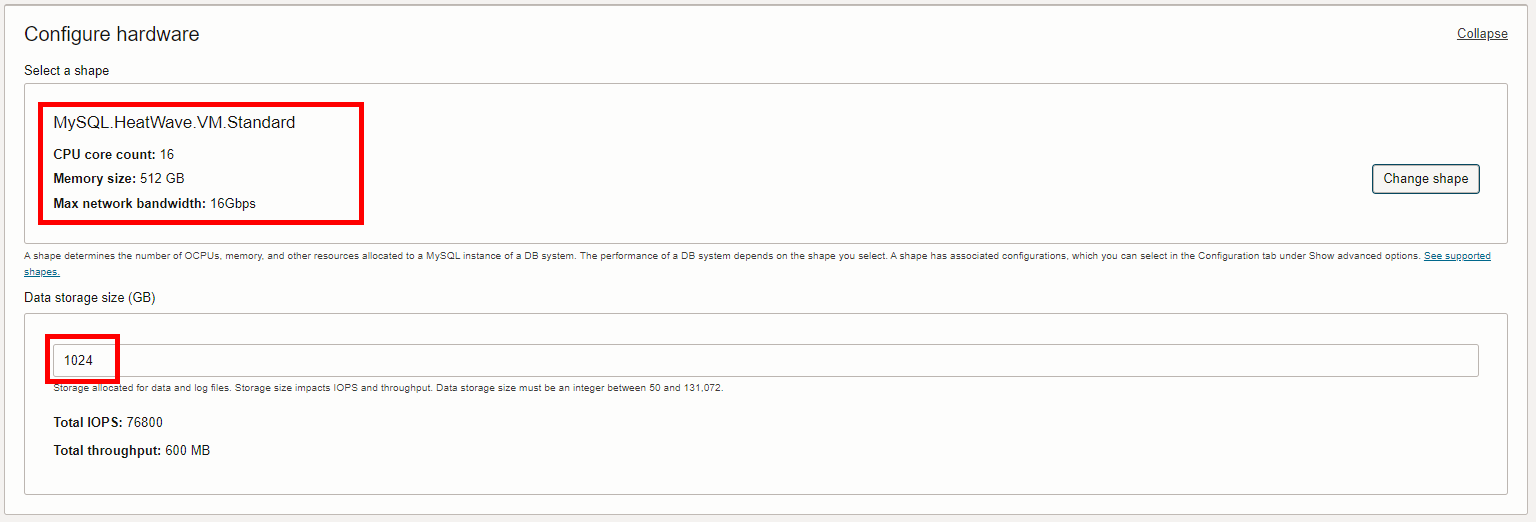 Configure hardware
Collapse
Select a shape
MySQL.HeatWave.VM.Standard
CPU core count: 16
Memory size: 512 GB
Max network bandwidth: 16Gbps
Change shape
A shape determines the number of OCPUs, memory, and other resources allocated to a MySQL instance of a DB system. The performance of a DB system depends on the shape you select. A shape has associated configurations, which you can select in the Configuration tab under Show advanced options. See supported
shapes.
Data storage size (GB)
1024
Storage allocated for data and log files. Storage size impacts IOPS and throughput. Data storage size must be an integer between 50 and 131,072.
Total IOPS: 76800
Total throughput: 600 MB